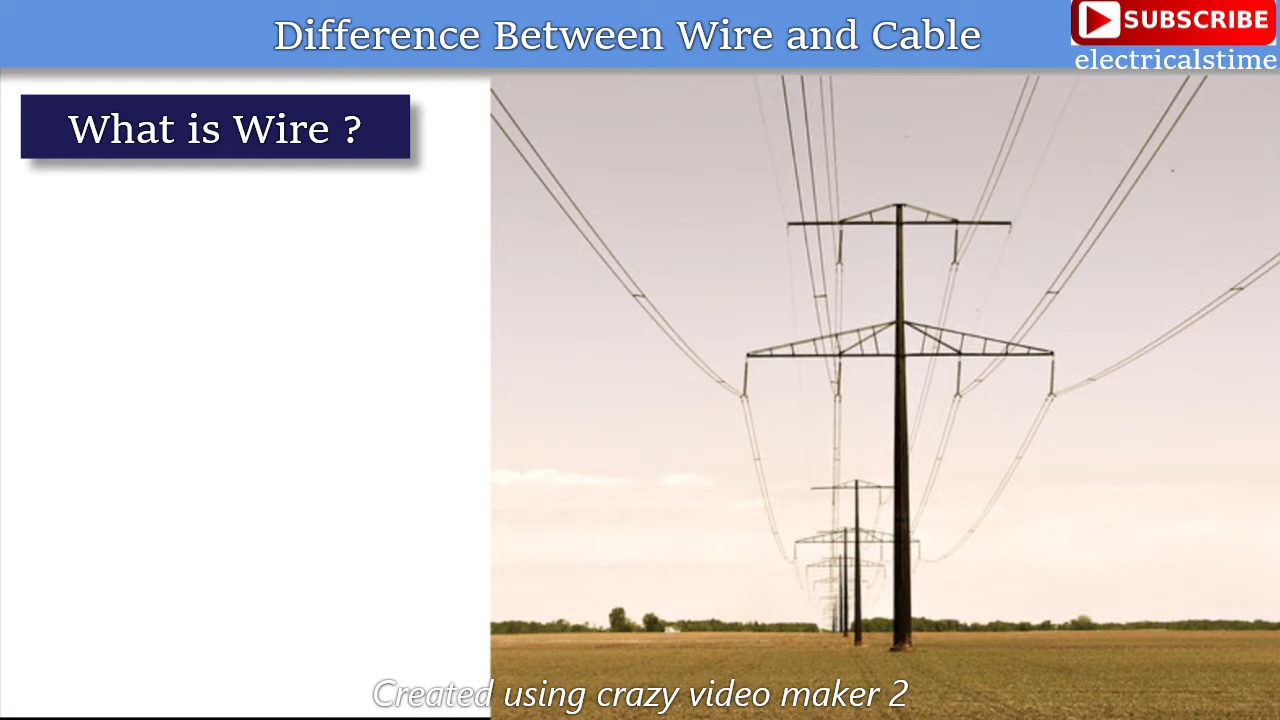 Difference Between Wire and Cable
SUBSCRIBE
electricalstime
What is Wire ?
Created using crazy video maker 2